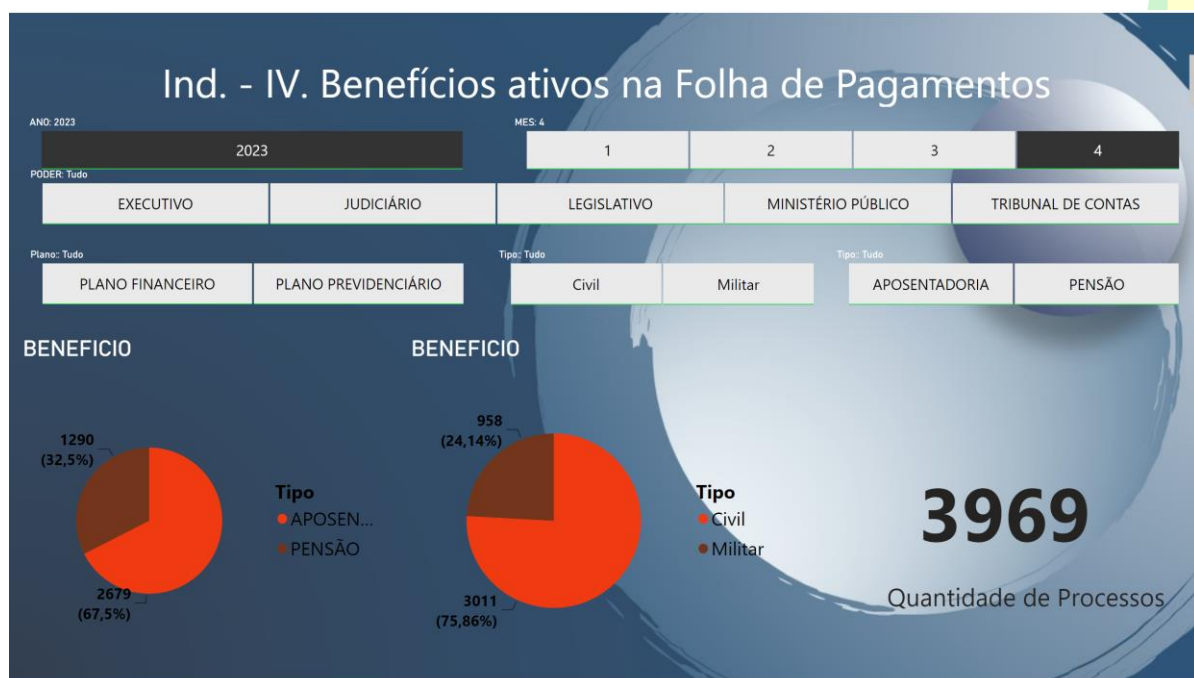 Ind. - IV. Benefícios ativos na Folha de Pagamentos
ANO: 2023
MES: 4
2023
1
2
3
4
PODER: Tudo
EXECUTIVO
JUDICIÁRIO
LEGISLATIVO
MINISTÉRIO PÚBLICO
TRIBUNAL DE CONTAS
Plano:: Tudo
Tipo:: Tudo
Tipo:: Tudo
PLANO FINANCEIRO
PLANO PREVIDENCIÁRIO
Civil
Militar
APOSENTADORIA
PENSÃO
BENEFICIO
1290
(32,5%)
2679
(67,5%)
Tipo
APOSEN...
PENSÃO
BENEFICIO
958
(24,14%)
3011
(75,86%)
Tipo
Civil
Militar
3969
Quantidade de Processos